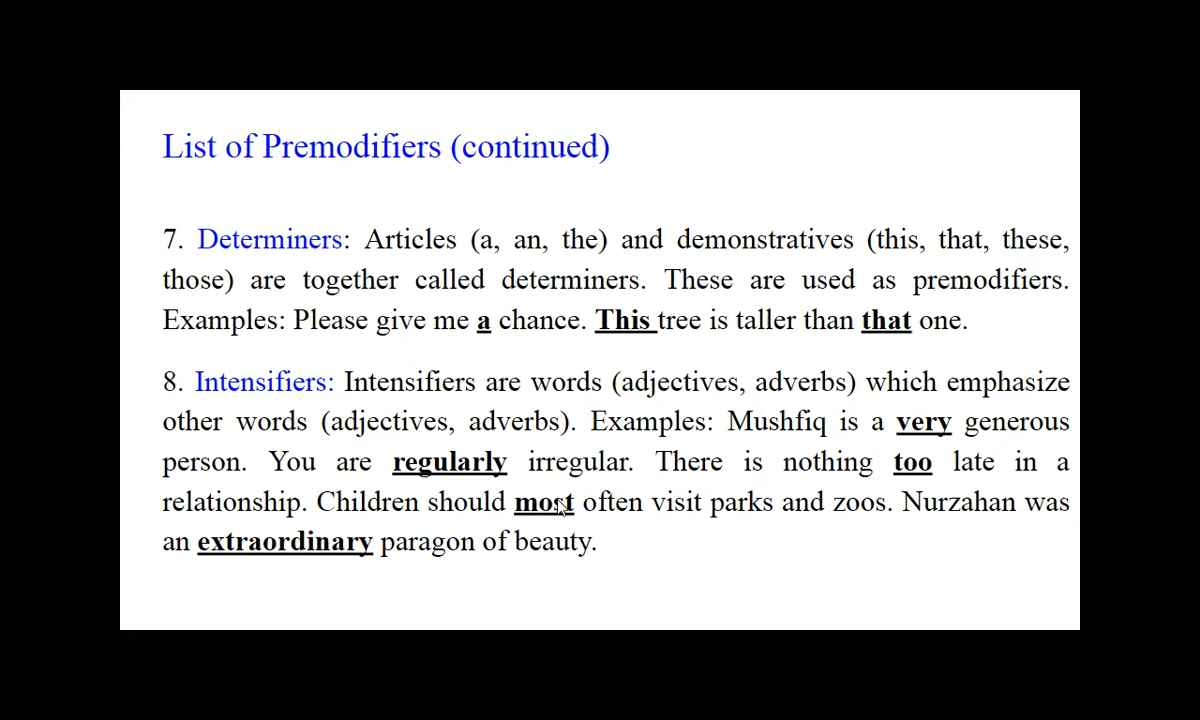 List of Premodifiers (continued)
7. Determiners: Articles (a, an, the) and demonstratives (this, that, these,
those) are together called determiners. These are used as premodifiers.
Examples: Please give me a chance. This tree is taller than that one.
8. Intensifiers: Intensifiers are words (adjectives, adverbs) which emphasize
other words (adjectives, adverbs). Examples: Mushfiq is a very generous
person. You are regularly irregular. There is nothing too late in a
relationship. Children should most often visit parks and zoos. Nurzahan was
an extraordinary paragon of beauty.